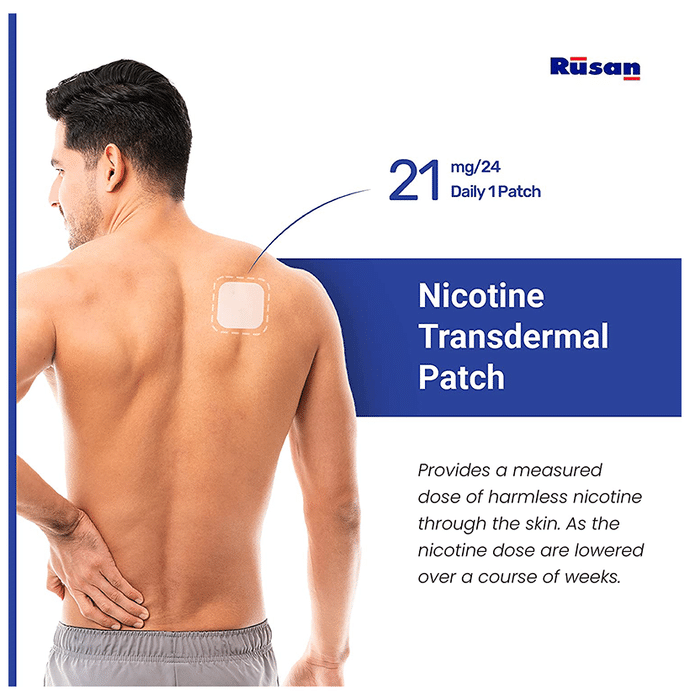 Rusan
21 mg/24
Daily 1 Patch
Nicotine
Transdermal
Patch
Provides a measured
dose of harmless nicotine
through the skin. As the
nicotine dose are lowered
over a course of weeks.